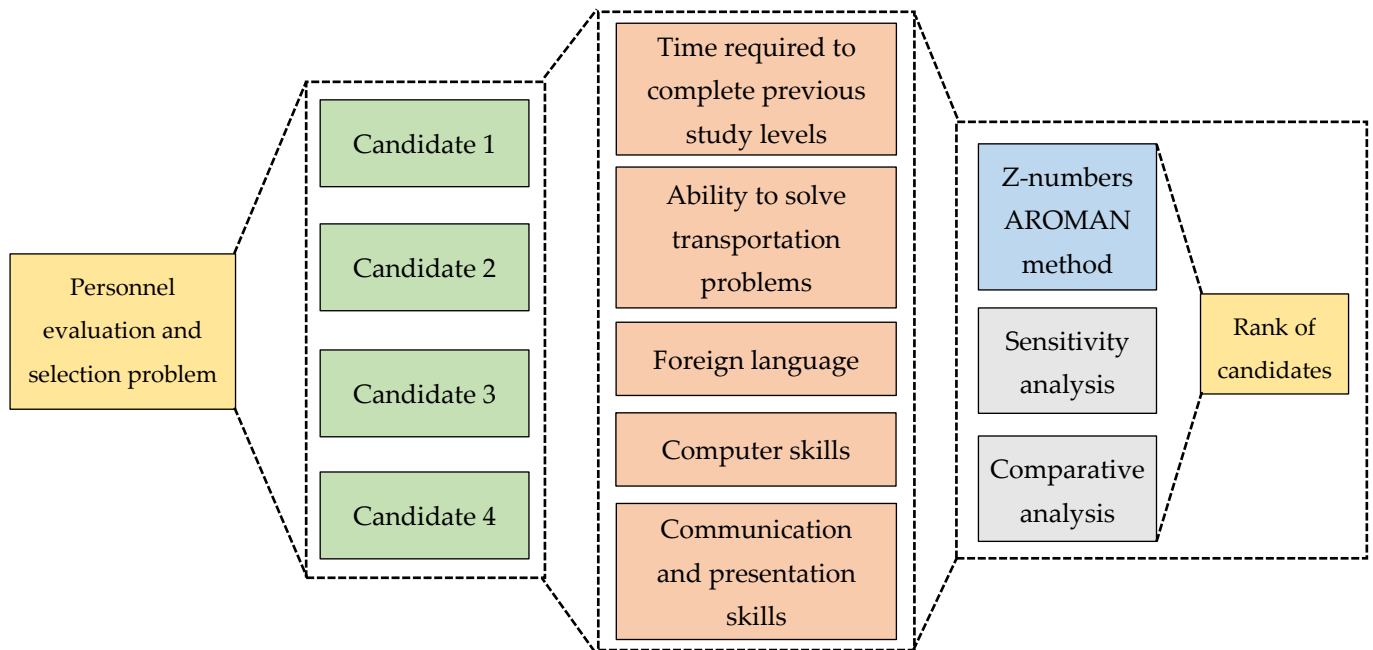 Personnel
evaluation and
selection problem
Candidate 1
Candidate 2
Candidate 3
Candidate 4
Time required to
complete previous
study levels
Ability to solve
transportation
problems
Foreign language
Computer skills
Communication
and presentation
skills
Z-numbers
AROMAN
method
Sensitivity
analysis
Comparative
analysis
Rank of
candidates